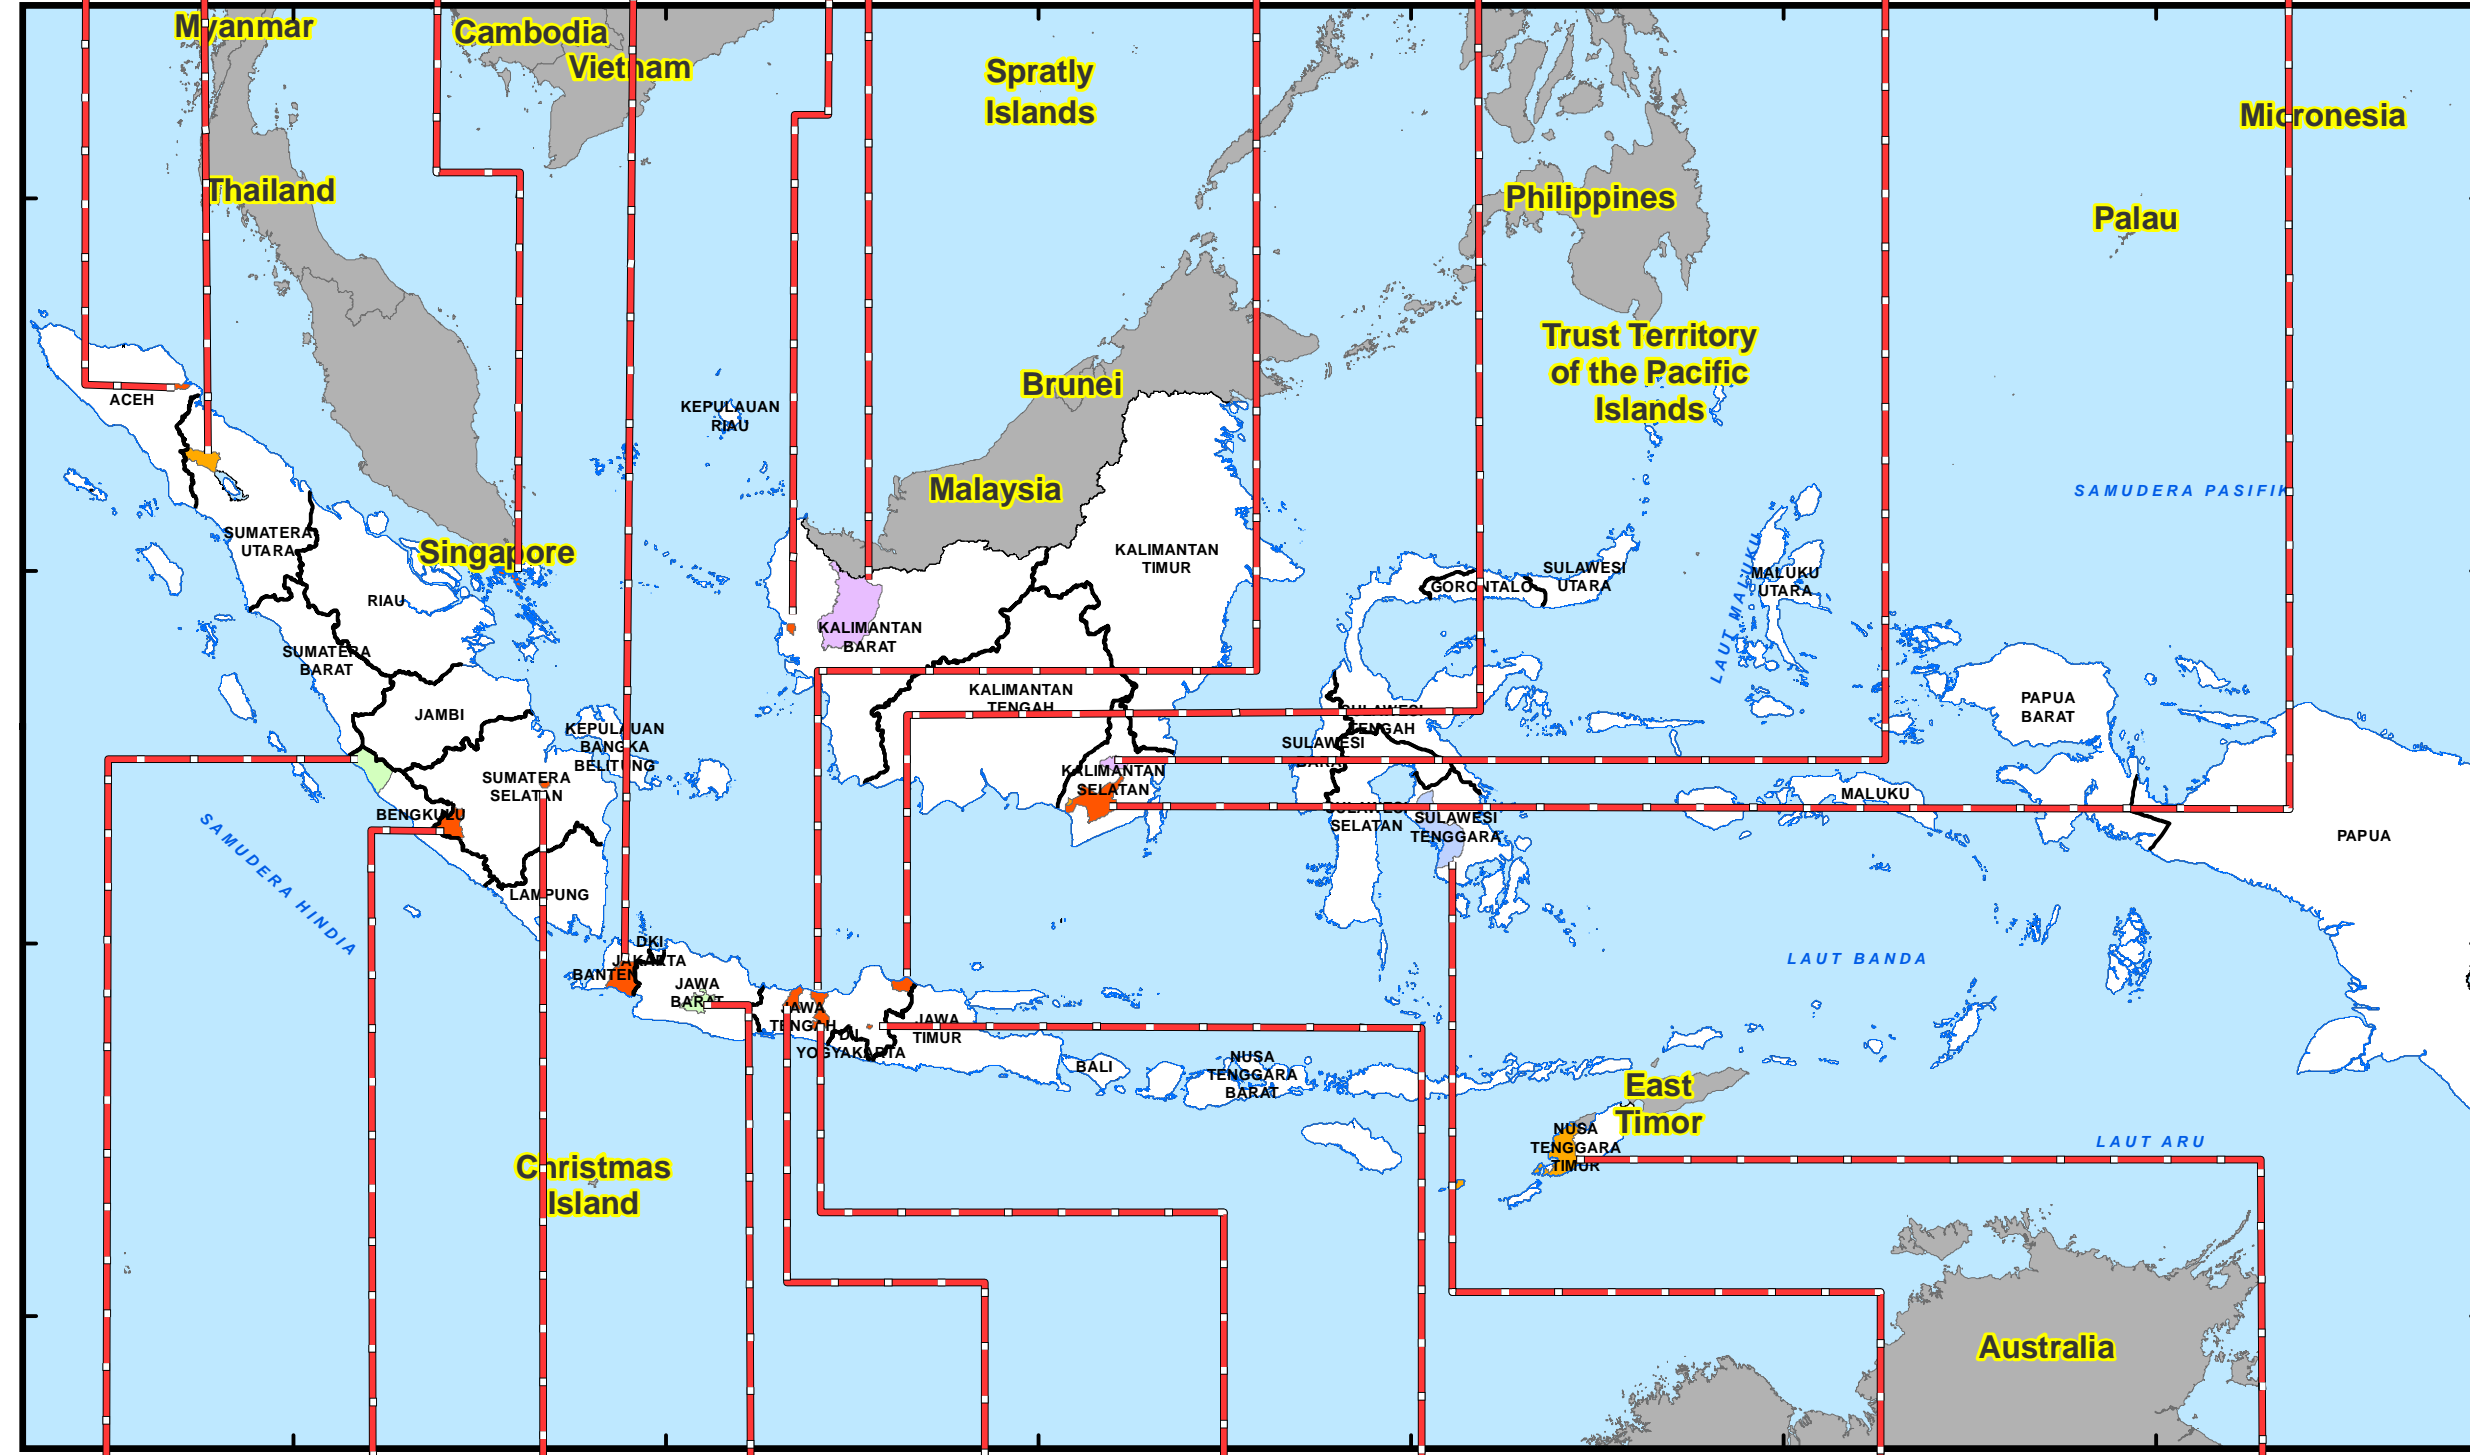 Myanmar
Cambodia
Vietnam
Spratly
Islands
Micronesia
Thailand
Philippines
Palau
Trust Territory
of the Pacific
Islands
Brunei
ACEH
KEPULAUAN
RIAU
Malaysia
SAMUDERA PASIFIK
SUMATERA
UTARA
Singapore
KALIMANTAN
TIMUR
GORONTALO
SULAWESI
UTARA
MALUKU
UTARA
LAUT MALUKU
RIAU
KALIMANTAN
BARAT
SUMATERA
BARAT
KALIMANTAN
TENGAH
PAPUA
BARAT
JAMBI
SULAWESI
TENGAH
KEPULAUAN
BANGKA
BELITUNG
SULAWESI
BARAT
SUMATERA
SELATAN
KALIMANTAN
SELATAN
MALUKU
BENGKULU
SULAWESI
SELATAN
SULAWESI
TENGGARA
PAPUA
SAMUDERA HINDIA
LAMPUNG
DKI
JAKARTA
BANTEN
LAUT BANDA
JAWA
BARAT
JAWA
TENGAH
DI
YOGYAKARTA
JAWA
TIMUR
BALI
NUSA
TENGGARA
BARAT
East
Timor
NUSA
TENGGARA
TIMUR
LAUT ARU
Christmas
Island
Australia